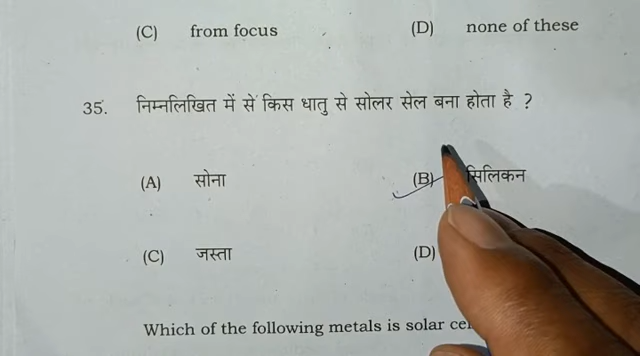 (C) from focus (D) none of these
35. निम्नलिखित में से किस धातु से सोलर सेल बना होता है ?
(A) सोना (B) सिलिकन
(C) जस्ता (D)
Which of the following metals is solar